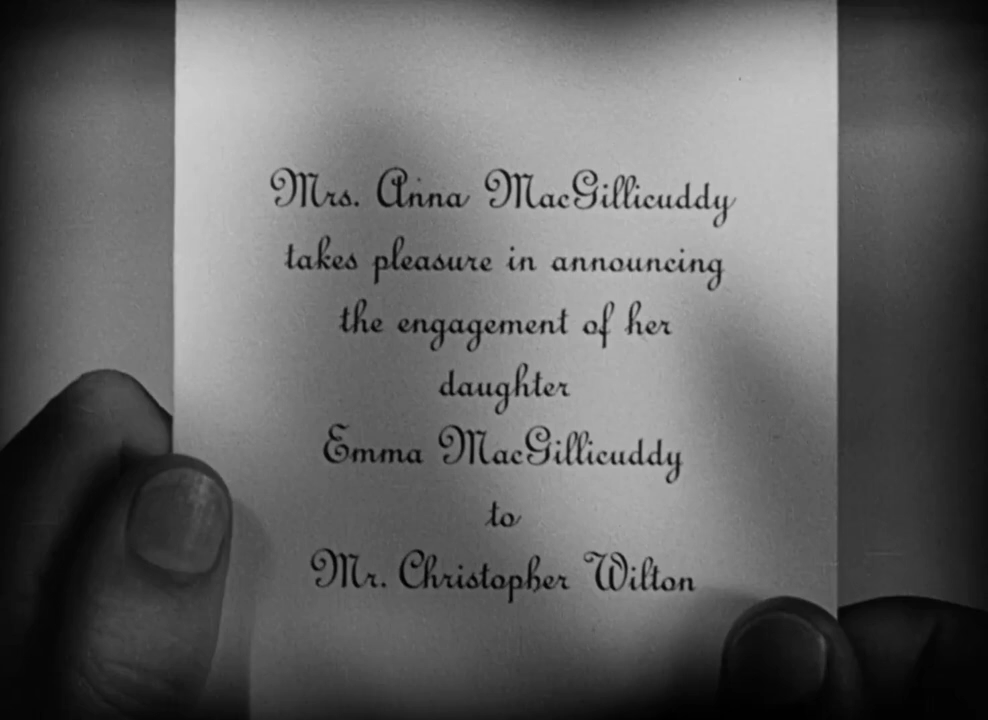 Mrs. Anna MacGillicuddy
takes pleasure in announcing
the engagement of her
daughter
Emma MacGillicuddy
to
Mr. Christopher Wilton